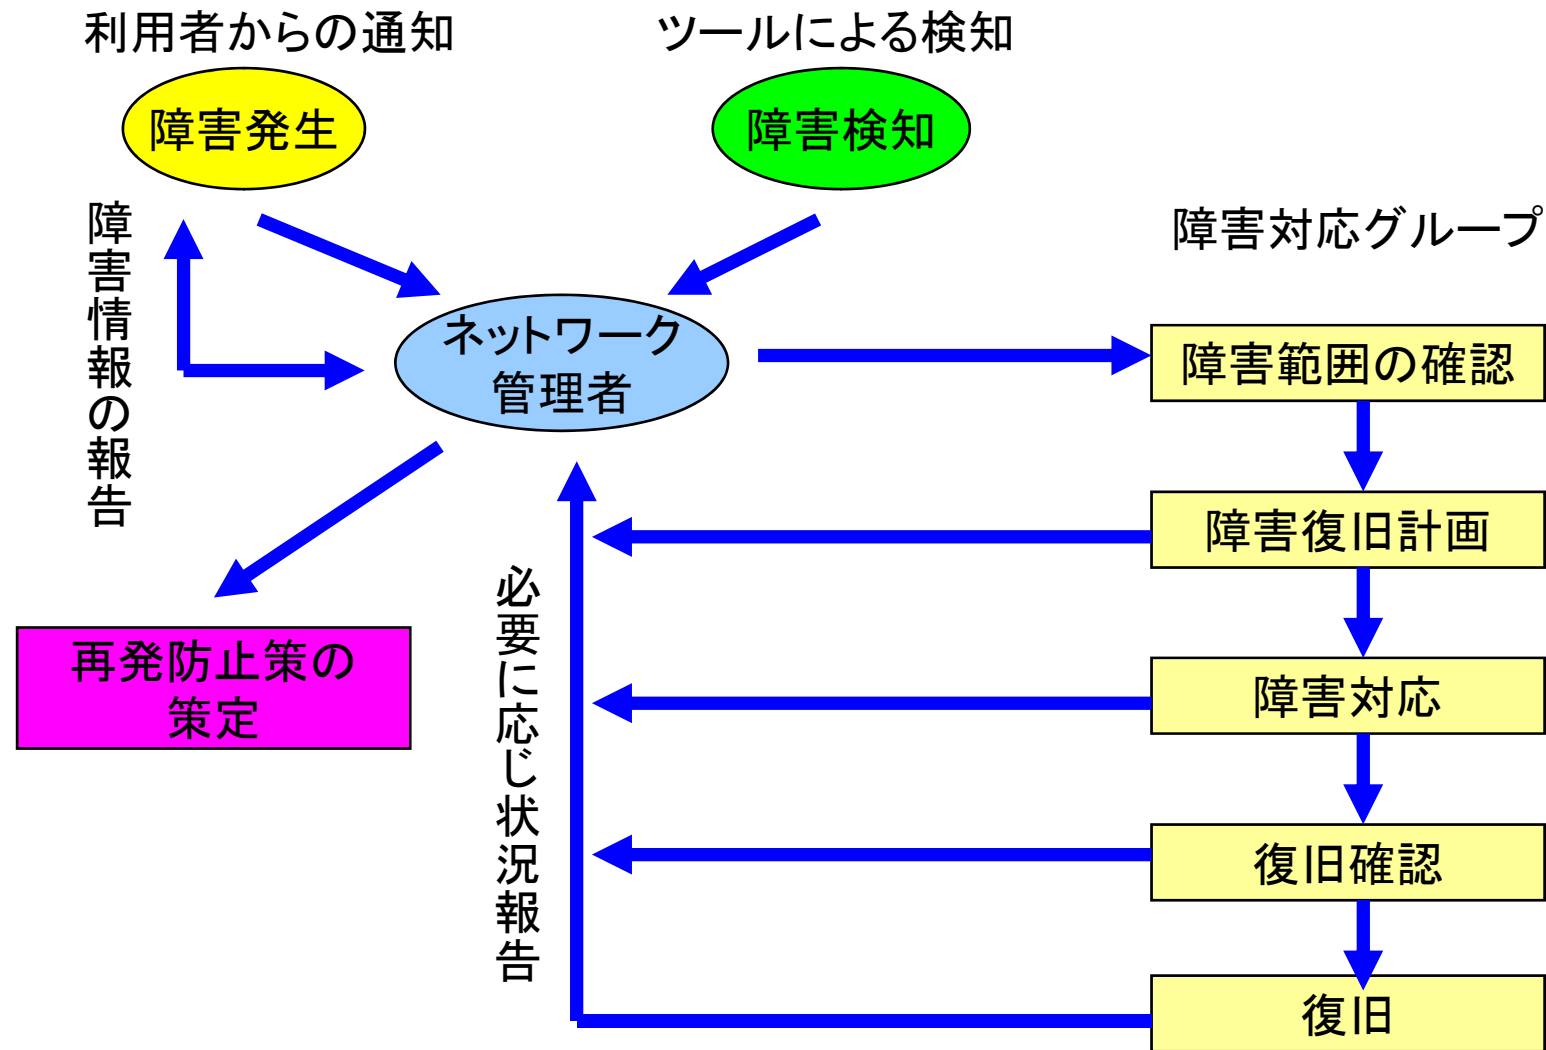 利用者からの通知
ツールによる検知
障害発生
障害検知
障害情報の報告
障害対応グループ
ネットワーク
管理者
障害範囲の確認
障害復旧計画
必要に応じ状況報告
再発防止策の
策定
障害対応
復旧確認
復旧